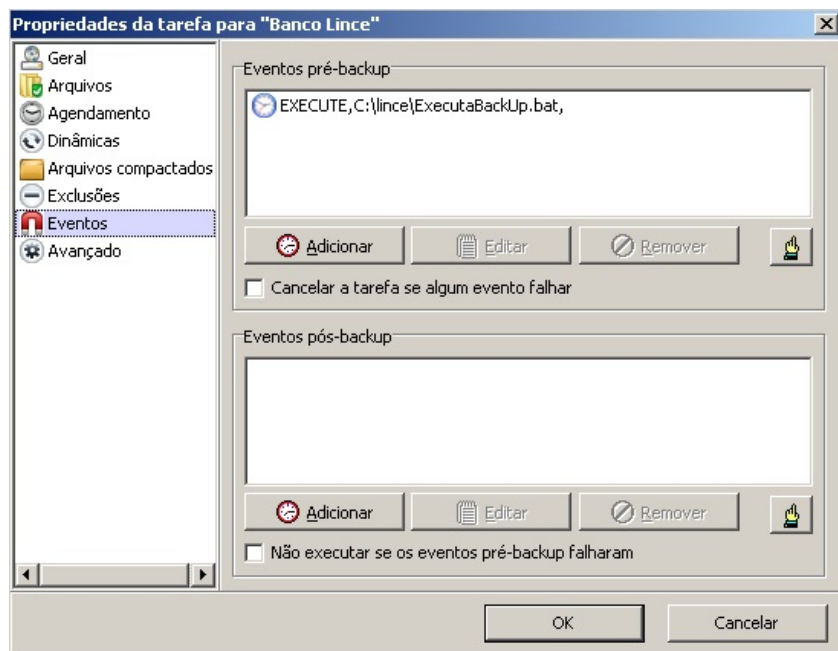 Propriedades da tarefa para "Banco Lince"
Geral
Arquivos
Agendamento
Dinâmicas
Arquivos compactados
Exclusões
Eventos
Avançado
Eventos pré-backup
EXECUTE,C:\lince\ExecutaBackUp.bat,
Adicionar
Editar
Remover
Cancelar a tarefa se algum evento falhar
Eventos pós-backup
Adicionar
Editar
Remover
Não executar se os eventos pré-backup falharam
OK
Cancelar